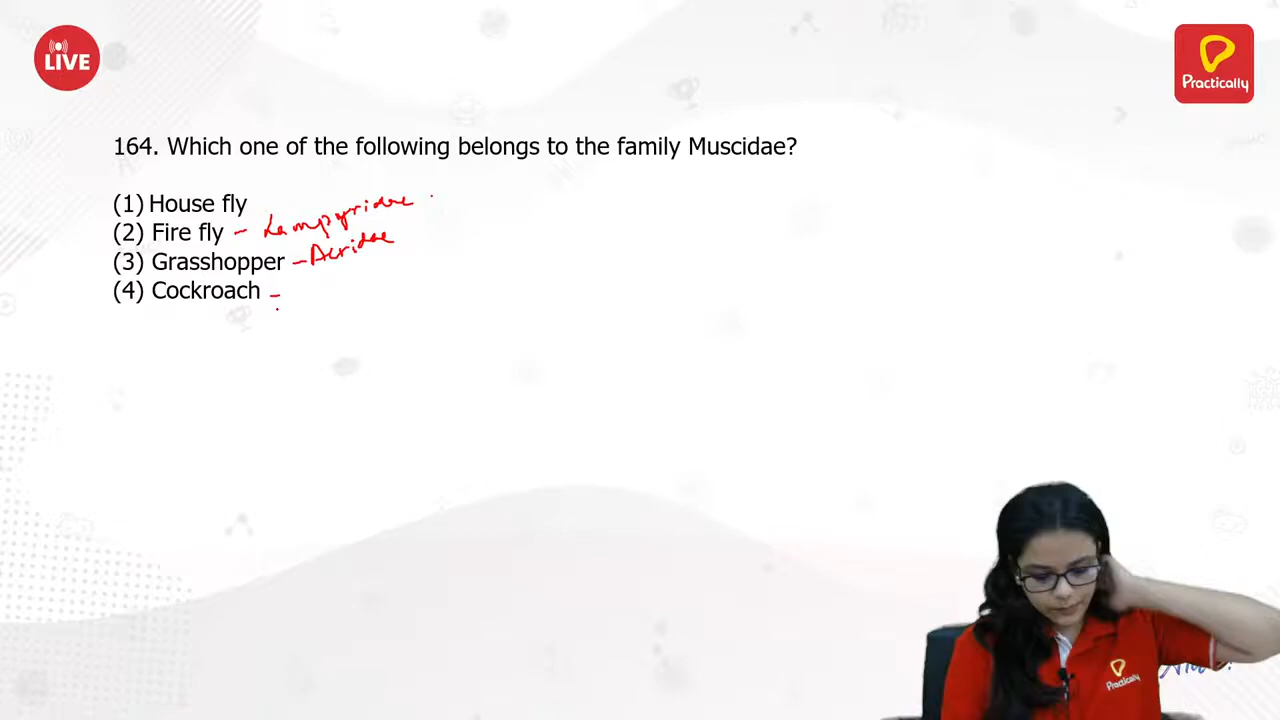 LIVE
Practically
164. Which one of the following belongs to the family Muscidae?
(1) House fly
(2) Fire fly - Lampyridae
(3) Grasshopper - Acridae
(4) Cockroach -
Practically